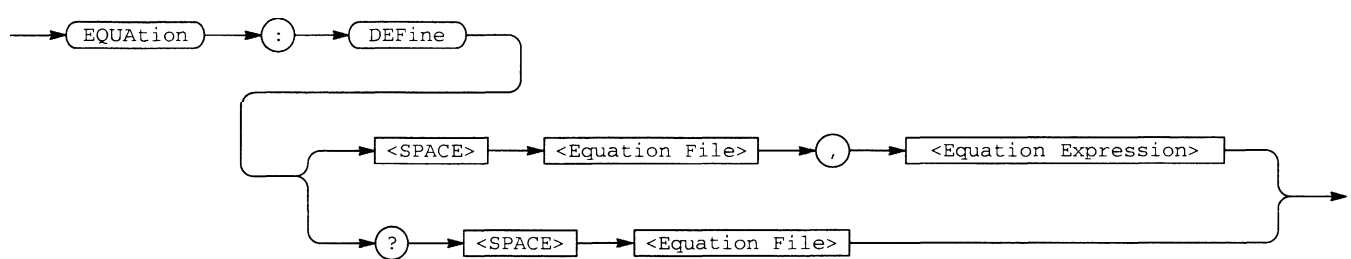 EQUAtion : DEFine
<SPACE> <Equation File> , <Equation Expression>
? <SPACE> <Equation File>